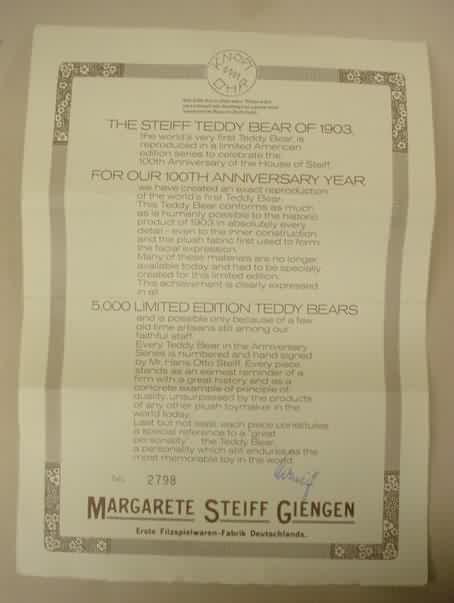 KNOPF
IM
OHR
THE STEIFF TEDDY BEAR OF 1903,
the world's very first Teddy Bear, is
reproduced in a limited American
edition series to celebrate the
100th Anniversary of the House of Steiff.
FOR OUR 100TH ANNIVERSARY YEAR
we have created an exact reproduction
of the world's first Teddy Bear.
This Teddy Bear conforms as much
as is humanly possible to the historic
product of 1903 in absolutely every
detail - even to the inner construction
and the plush fabric first used to form
the facial expression.
Many of these materials are no longer
available today and had to be specially
created for this limited edition.
This achievement is clearly expressed
in all
5,000 LIMITED EDITION TEDDY BEARS
and is possible only because of a few
old time artisans still among our
faithful staff.
Every Teddy Bear in the Anniversary
Series is numbered and hand signed
by Mr. Hans Otto Steiff. Every piece
stands as an earnest reminder of a
firm with a great history and as a
concrete example of principle of
quality, unsurpassed by the products
of any other plush toymaker in the
world today.
Last but not least, each piece constitutes
a special reference to a "great
personality" ... the Teddy Bear,
a personality which still endures as the
most memorable toy in the world.
No. 2798
MARGARETE STEIFF GIENGEN
Erste Filzspielwaren-Fabrik Deutschlands.